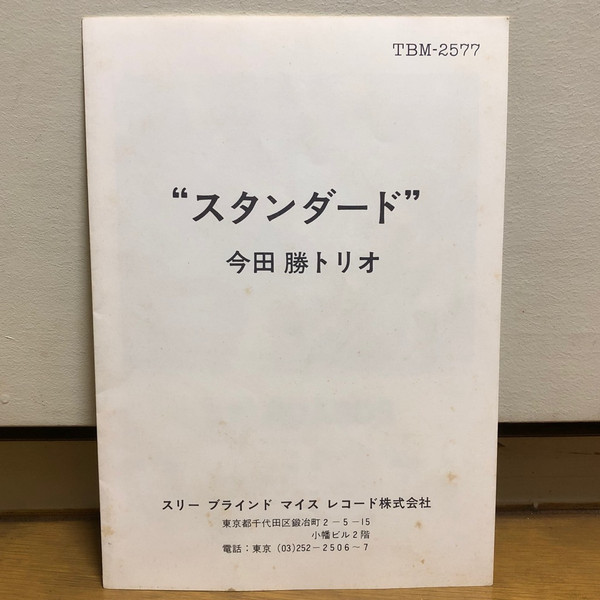 TBM-2577
“スタンダード”
今田 勝トリオ
スリー ブラインド マイス レコード株式会社
東京都千代田区鍛冶町2-5-15
小幡ビル2階
電話：東京 (03)252-2506~7